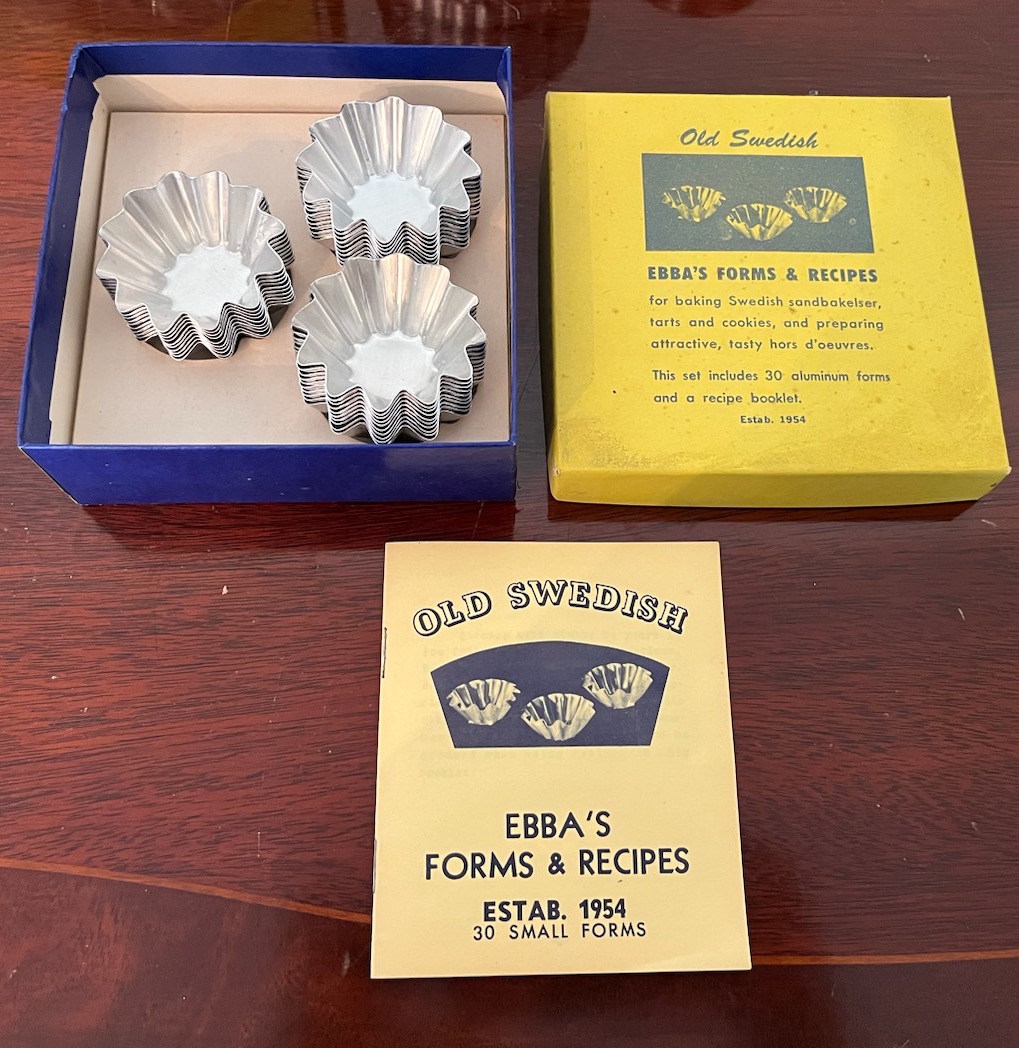 Old Swedish
EBBA'S FORMS & RECIPES
for baking Swedish sandbakelser,
tarts and cookies, and preparing
attractive, tasty hors d'oeuvres.
This set includes 30 aluminum forms
and a recipe booklet.
Estab. 1954
OLD SWEDISH
EBBA'S
FORMS & RECIPES
ESTAB. 1954
30 SMALL FORMS